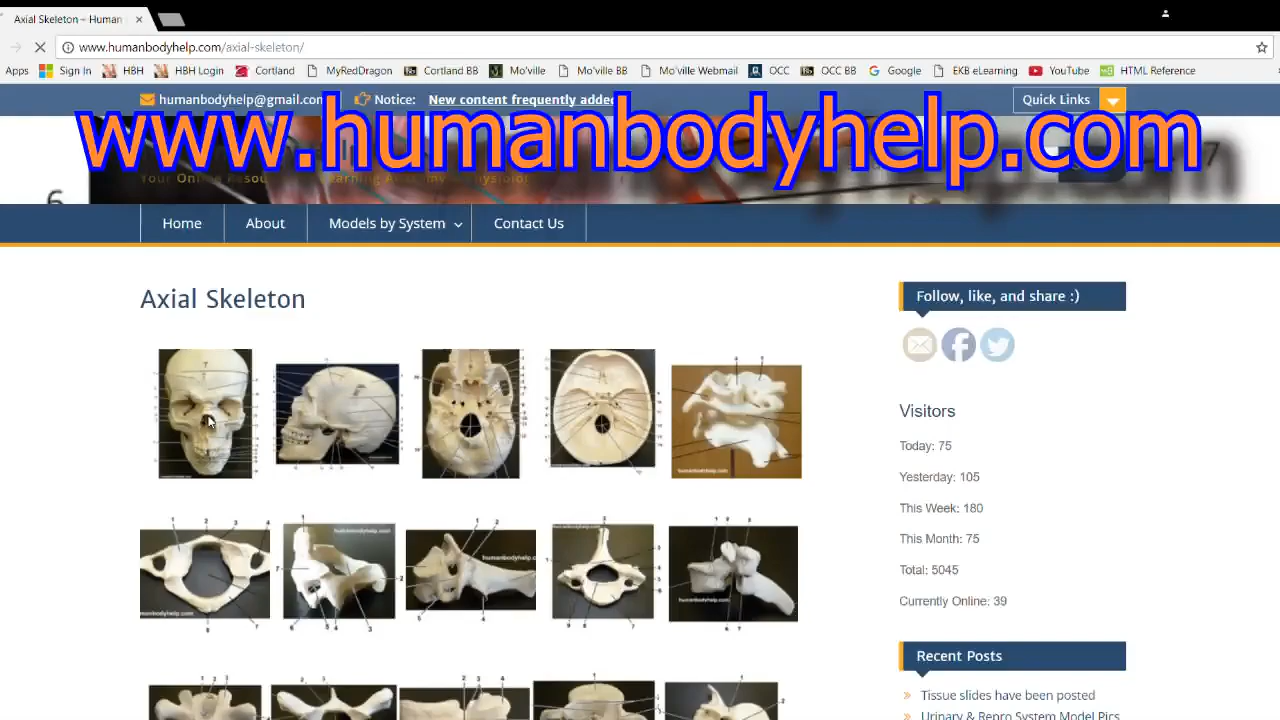 Axial Skeleton – Human
www.humanbodyhelp.com/axial-skeleton/
Apps Sign In HBH HBH Login Cortland MyRedDragon Cortland BB Mo'ville Mo'ville BB Mo'ville Webmail OCC OCC BB Google EKB eLearning YouTube HTML Reference
humanbodyhelp@gmail.com Notice: New content frequently added Quick Links
www.humanbodyhelp.com
Your Online
Home About Models by System Contact Us
Axial Skeleton
Follow, like, and share :)
Visitors
Today: 75
Yesterday: 105
This Week: 180
This Month: 75
Total: 5045
Currently Online: 39
Recent Posts
Tissue slides have been posted
Urinary & Repro System Model Pics